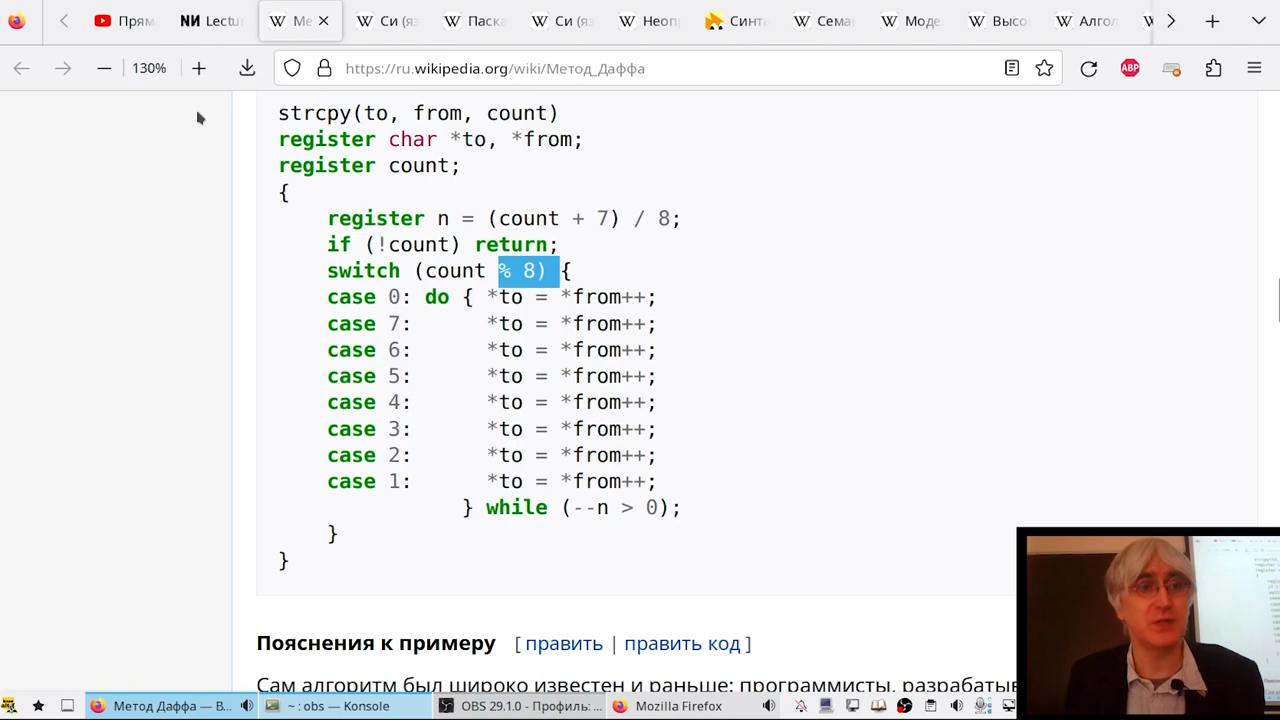 Прям
Lectu
Ме
Си (яз
Паска
Си (яз
Неоп
Синта
Сема
Моде
Высо
Алгол
130%
https://ru.wikipedia.org/wiki/Метод_Даффа
ABP
strcpy(to, from, count)
register char *to, *from;
register count;
{
register n = (count + 7) / 8;
if (!count) return;
switch (count % 8) {
case 0: do { *to = *from++;
case 7: *to = *from++;
case 6: *to = *from++;
case 5: *to = *from++;
case 4: *to = *from++;
case 3: *to = *from++;
case 2: *to = *from++;
case 1: *to = *from++;
} while (--n > 0);
}
}
Пояснения к примеру [ править | править код ]
Сам алгоритм был широко известен и раньше: программисты, разрабатыв
Метод Даффа — В...
~ : obs — Konsole
OBS 29.1.0 - Профиль: ...
Mozilla Firefox